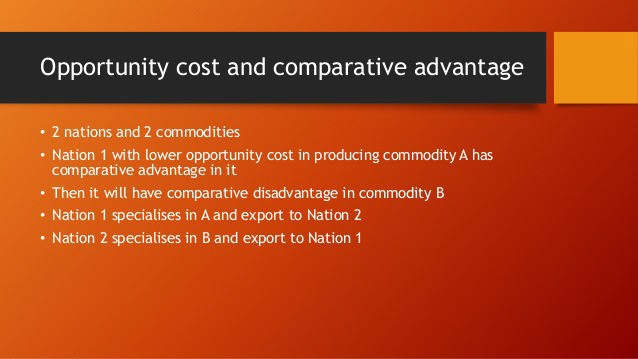 Opportunity cost and comparative advantage
• 2 nations and 2 commodities
• Nation 1 with lower opportunity cost in producing commodity A has
comparative advantage in it
• Then it will have comparative disadvantage in commodity B
• Nation 1 specialises in A and export to Nation 2
• Nation 2 specialises in B and export to Nation 1